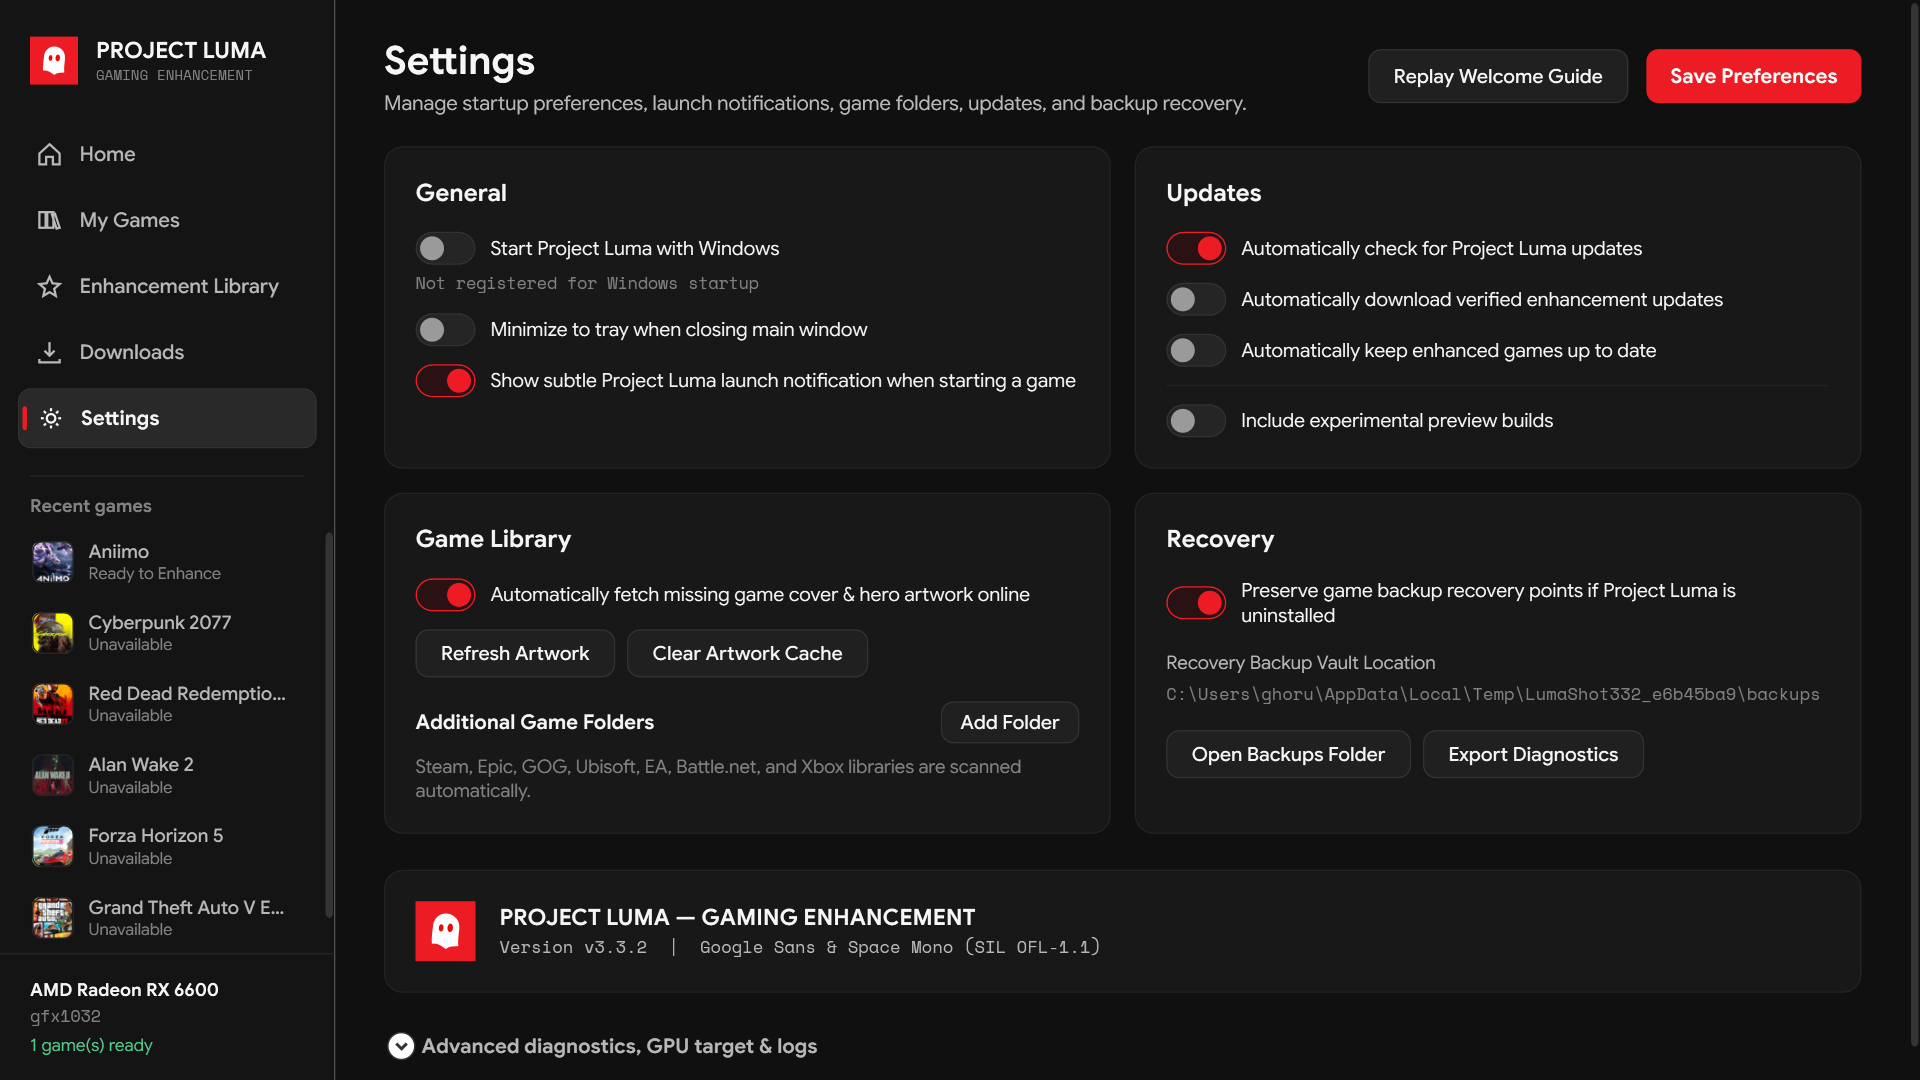 PROJECT LUMA
GAMING ENHANCEMENT
Home
My Games
Enhancement Library
Downloads
Settings
Recent games
Aniimo
Ready to Enhance
Cyberpunk 2077
Unavailable
Red Dead Redemptio...
Unavailable
Alan Wake 2
Unavailable
Forza Horizon 5
Unavailable
Grand Theft Auto V E...
Unavailable
AMD Radeon RX 6600
gfx1032
1 game(s) ready
Settings
Manage startup preferences, launch notifications, game folders, updates, and backup recovery.
Replay Welcome Guide
Save Preferences
General
Start Project Luma with Windows
Not registered for Windows startup
Minimize to tray when closing main window
Show subtle Project Luma launch notification when starting a game
Updates
Automatically check for Project Luma updates
Automatically download verified enhancement updates
Automatically keep enhanced games up to date
Include experimental preview builds
Game Library
Automatically fetch missing game cover & hero artwork online
Refresh Artwork
Clear Artwork Cache
Additional Game Folders
Add Folder
Steam, Epic, GOG, Ubisoft, EA, Battle.net, and Xbox libraries are scanned
automatically.
Recovery
Preserve game backup recovery points if Project Luma is
uninstalled
Recovery Backup Vault Location
C:\Users\ghoru\AppData\Local\Temp\LumaShot332_e6b45ba9\backups
Open Backups Folder
Export Diagnostics
PROJECT LUMA — GAMING ENHANCEMENT
Version v3.3.2 | Google Sans & Space Mono (SIL OFL-1.1)
Advanced diagnostics, GPU target & logs